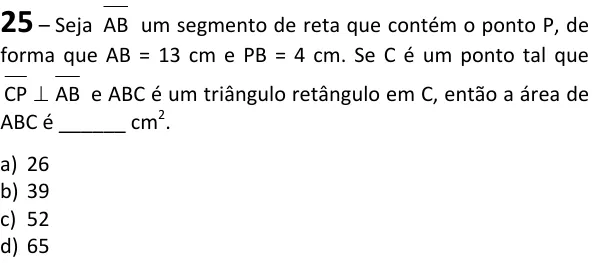 25 – Seja AB um segmento de reta que contém o ponto P, de
forma que AB = 13 cm e PB = 4 cm. Se C é um ponto tal que
CP ⊥ AB e ABC é um triângulo retângulo em C, então a área de
ABC é ______ cm².
a) 26
b) 39
c) 52
d) 65